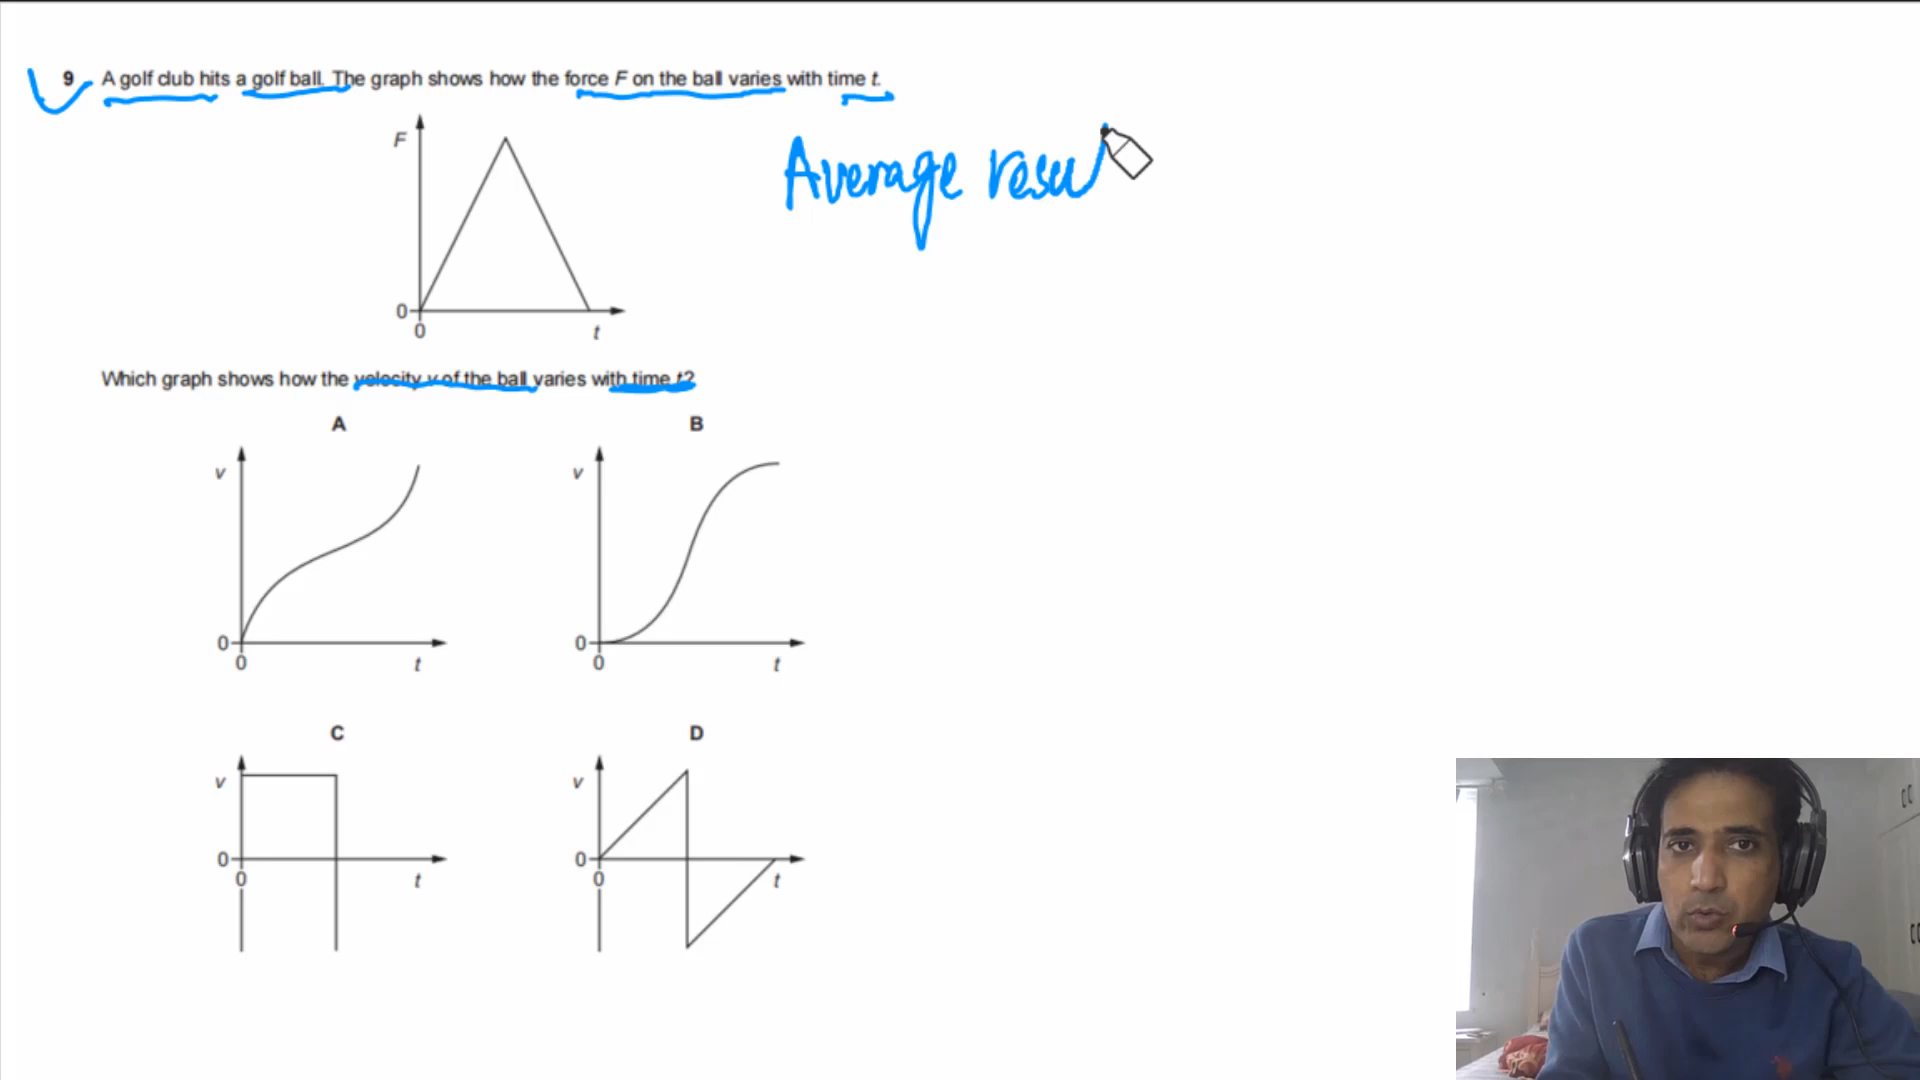 9 A golf club hits a golf ball. The graph shows how the force F on the ball varies with time t.
Average resul
F
0
0
t
Which graph shows how the velocity v of the ball varies with time t?
A
B
v
0
0
t
v
0
0
t
C
D
v
0
0
t
v
0
0
t